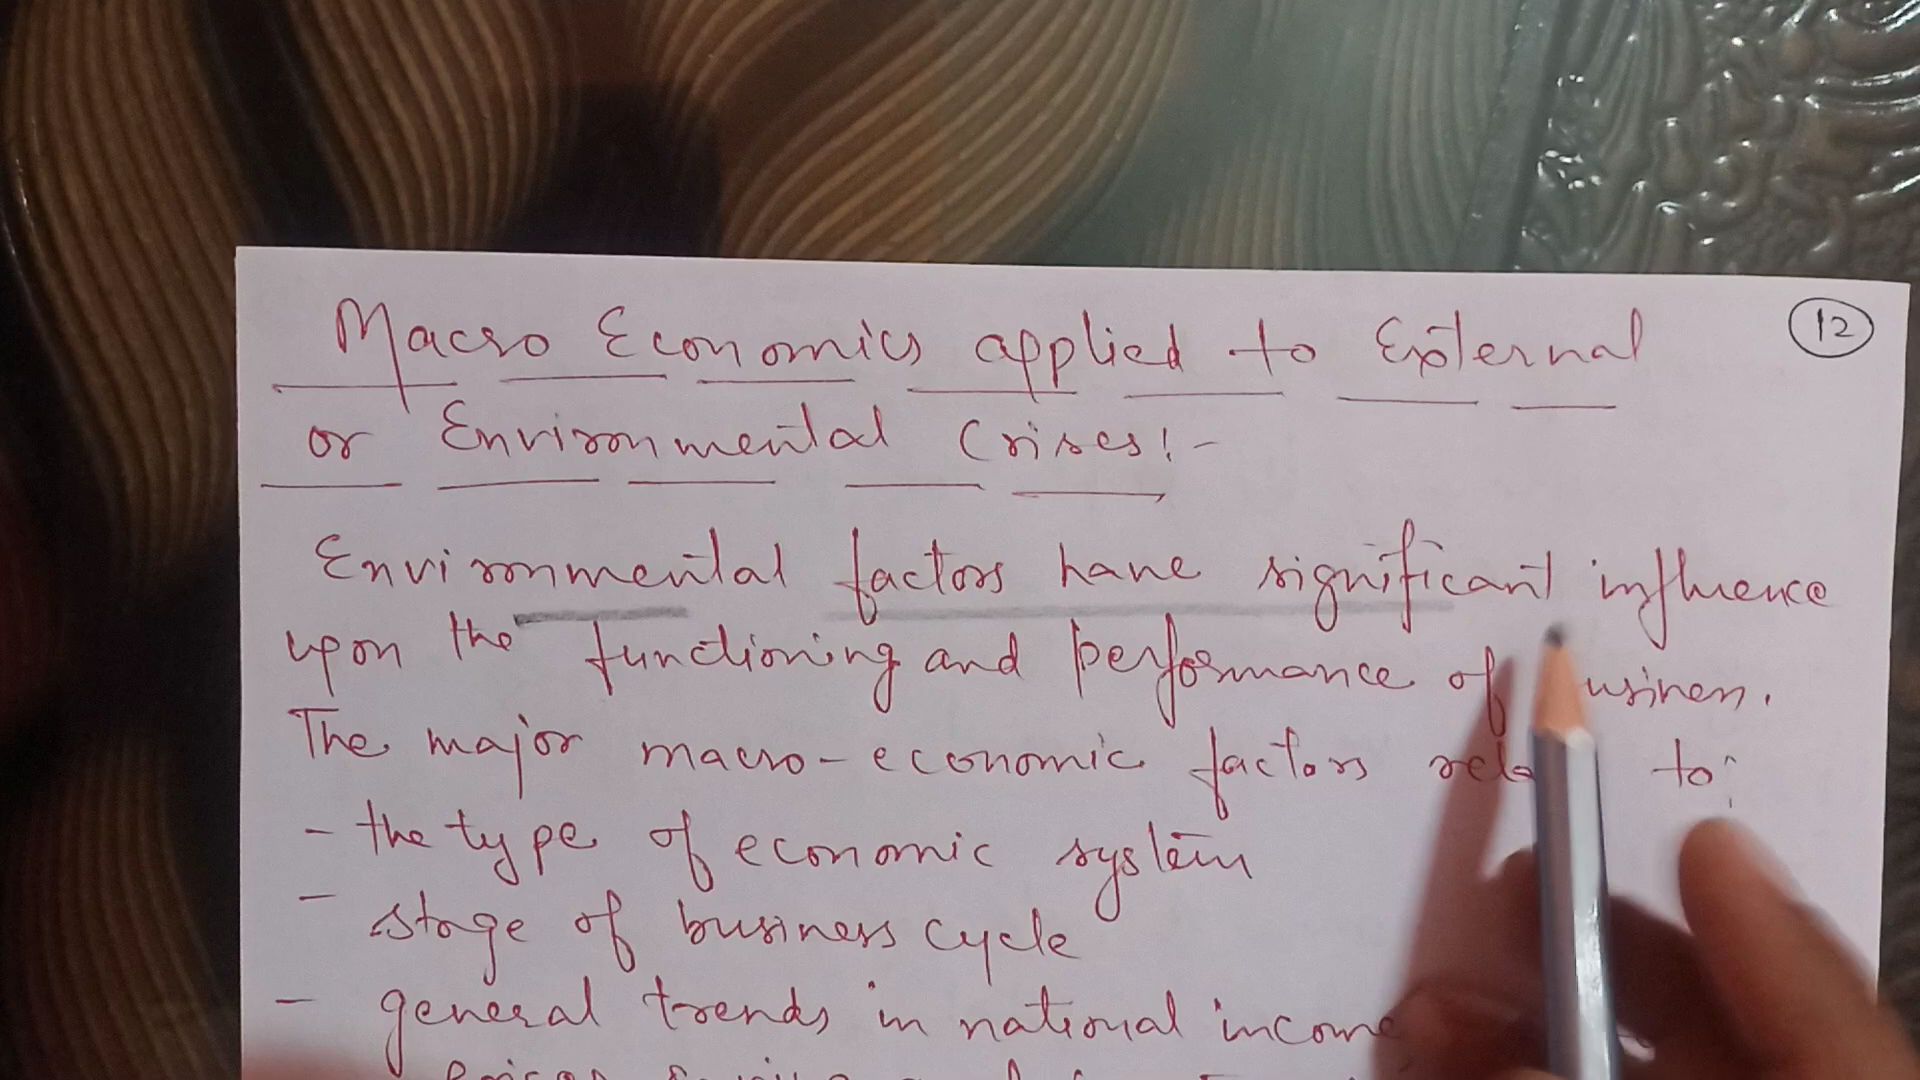 Macro Economics applied to External
12
or Environmental Crises:-
Environmental factors have significant influence
upon the functioning and performance of
The major macro-economic factors to:
- the type of economic system
- stage of business cycle
- general trends in national income